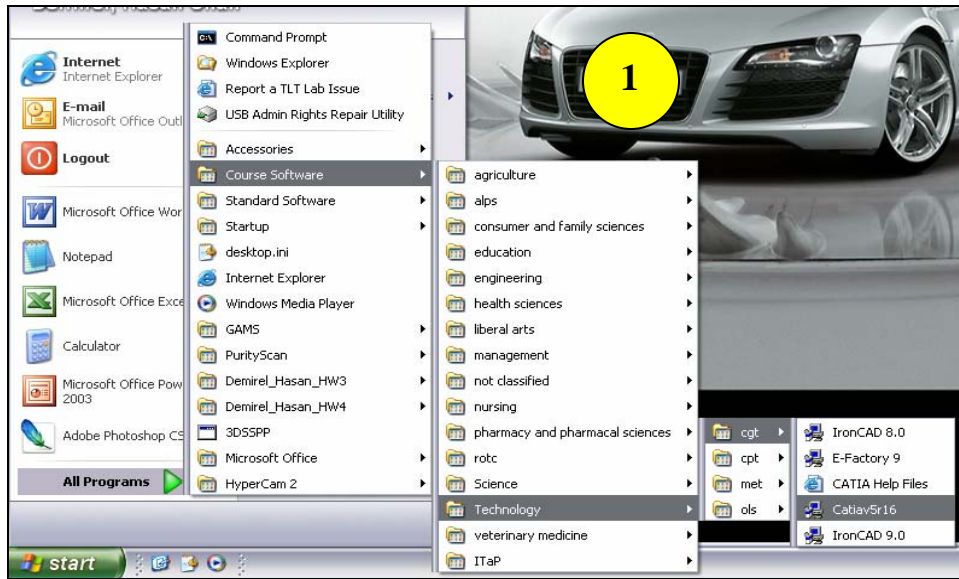 Internet
Internet Explorer
E-mail
Microsoft Office Outl
Logout
Microsoft Office Wor
Notepad
Microsoft Office Exce
Calculator
Microsoft Office Pow
2003
Adobe Photoshop CS
All Programs
start
Command Prompt
Windows Explorer
Report a TLT Lab Issue
USB Admin Rights Repair Utility
Accessories
Course Software
Standard Software
Startup
desktop.ini
Internet Explorer
Windows Media Player
GAMS
PurityScan
Demirel_Hasan_HW3
Demirel_Hasan_HW4
3DSSPP
Microsoft Office
HyperCam 2
agriculture
alps
consumer and family sciences
education
engineering
health sciences
liberal arts
management
not classified
nursing
pharmacy and pharmacal sciences
rotc
Science
Technology
veterinary medicine
ITaP
cgt
cpt
met
ols
IronCAD 8.0
E-Factory 9
CATIA Help Files
Catiav5r16
IronCAD 9.0
1